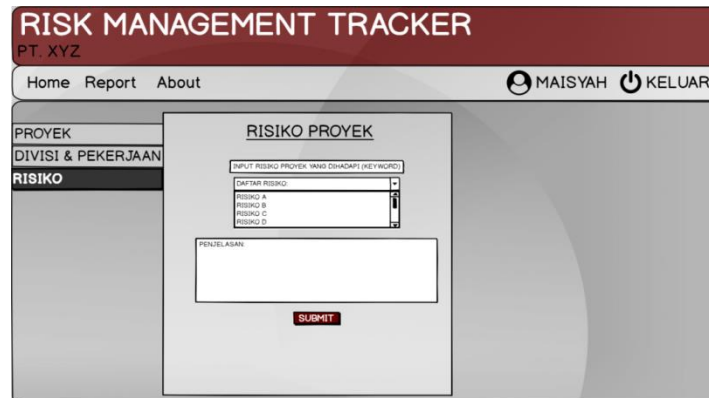 RISK MANAGEMENT TRACKER
PT. XYZ
Home Report About MAISYAH KELUAR
PROYEK
DIVISI & PEKERJAAN
RISIKO
RISIKO PROYEK
INPUT RISIKO PROYEK YANG DIHADAPI (KEYWORD)
DAFTAR RISIKO:
RISIKO A
RISIKO B
RISIKO C
RISIKO D
PENJELASAN:
SUBMIT